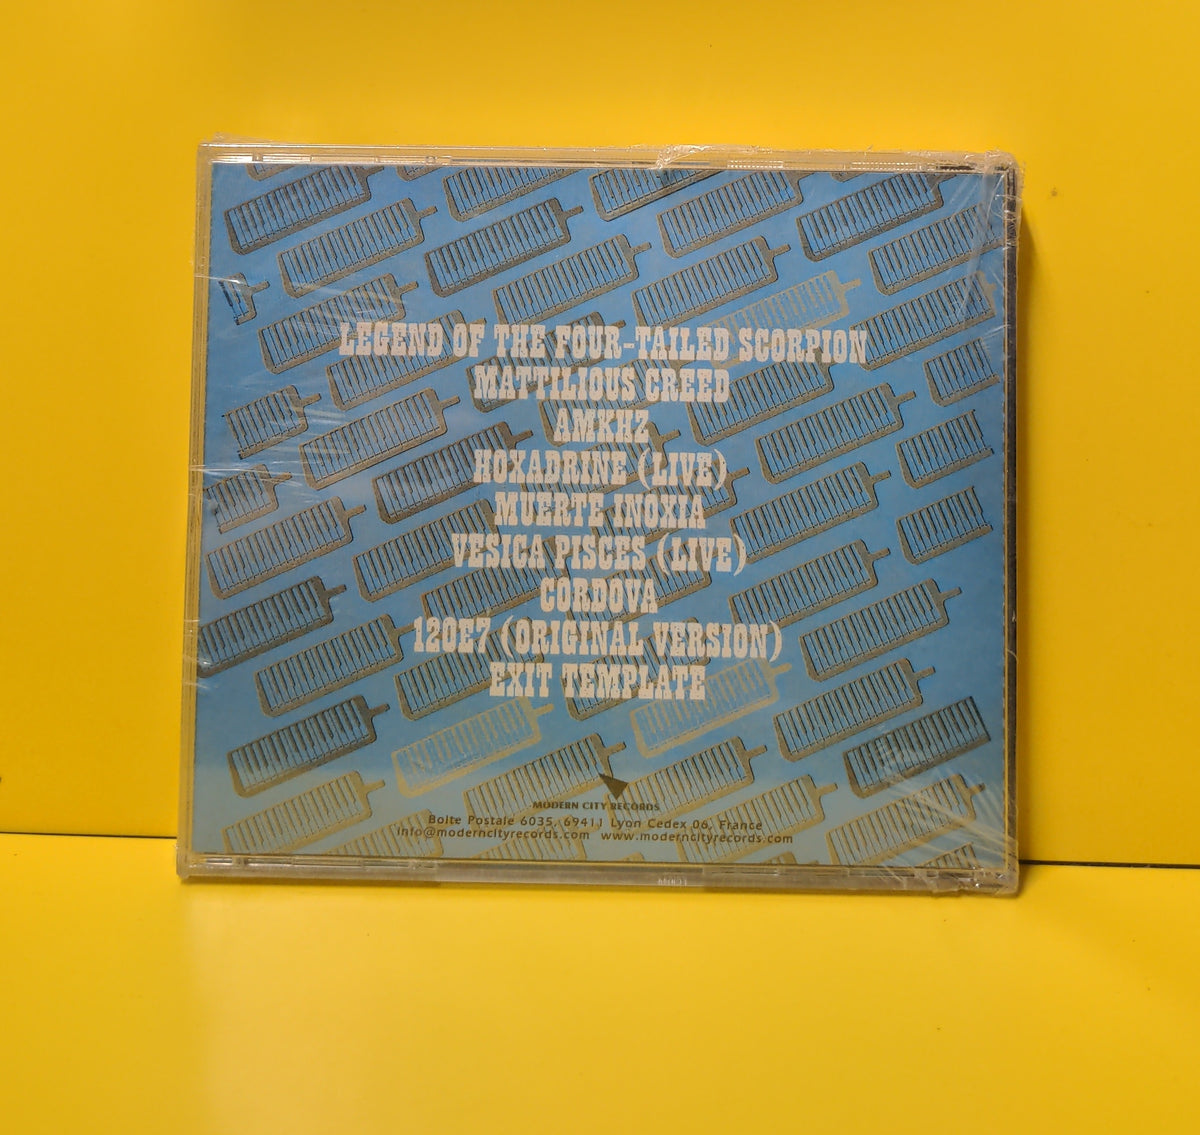 LEGEND OF THE FOUR-TAILED SCORPION
MATTILIOUS CREED
AMKHZ
HOXADRINE (LIVE)
MUERTE INOXIA
VESICA PISCES (LIVE)
CORDOVA
120E7 (ORIGINAL VERSION)
EXIT TEMPLATE
MODERN CITY RECORDS
Boite Postale 6035, 69411 Lyon Cedex 06, France
info@moderncityrecords.com www.moderncityrecords.com